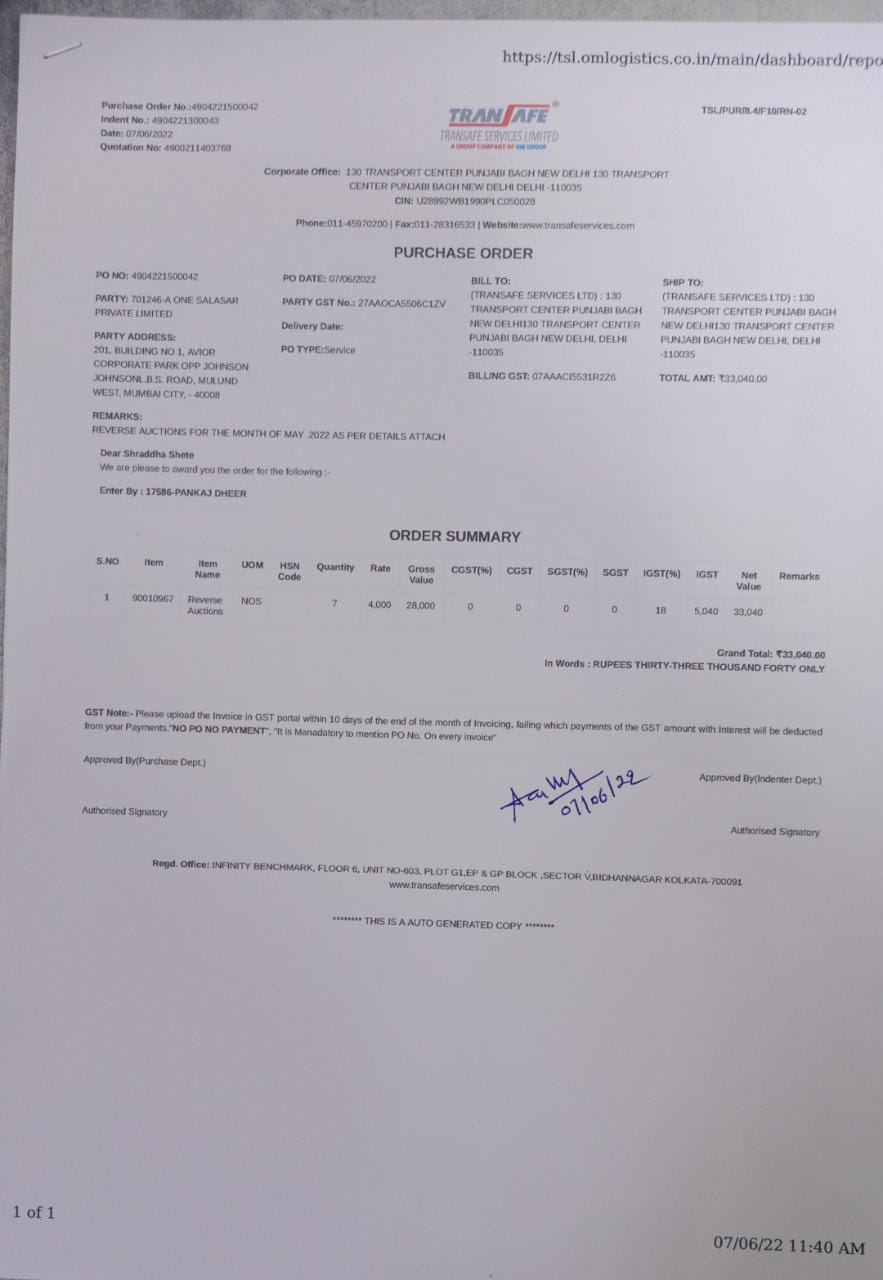 https://tsl.omlogistics.co.in/main/dashboard/repo
Purchase Order No.:4904221500042
Indent No.: 4904221300043
Date: 07/06/2022
Quotation No: 4900211403768
TRANSAFE
TRANSAFE SERVICES LIMITED
A GROUP COMPANY OF OM GROUP
TSL/PUR/8.4/F10/RN-02
Corporate Office: 130 TRANSPORT CENTER PUNJABI BAGH NEW DELHI 130 TRANSPORT
CENTER PUNJABI BAGH NEW DELHI DELHI -110035
CIN: U28992WB1990PLC050028
Phone:011-45970200 | Fax:011-28316533 | Website:www.transafeservices.com
PURCHASE ORDER
PO NO: 4904221500042
PARTY: 701246-A ONE SALASAR
PRIVATE LIMITED
PARTY ADDRESS:
201, BUILDING NO 1, AVIOR
CORPORATE PARK OPP JOHNSON
JOHNSONL.B.S. ROAD, MULUND
WEST, MUMBAI CITY, - 40008
PO DATE: 07/06/2022
PARTY GST No.: 27AAOCA5506C1ZV
Delivery Date:
PO TYPE:Service
BILL TO:
(TRANSAFE SERVICES LTD) : 130
TRANSPORT CENTER PUNJABI BAGH
NEW DELHI130 TRANSPORT CENTER
PUNJABI BAGH NEW DELHI, DELHI
-110035
BILLING GST: 07AAACI5531R2Z6
SHIP TO:
(TRANSAFE SERVICES LTD) : 130
TRANSPORT CENTER PUNJABI BAGH
NEW DELHI130 TRANSPORT CENTER
PUNJABI BAGH NEW DELHI, DELHI
-110035
TOTAL AMT: ₹33,040.00
REMARKS:
REVERSE AUCTIONS FOR THE MONTH OF MAY .2022 AS PER DETAILS ATTACH
Dear Shraddha Shete
We are please to award you the order for the following :-
Enter By : 17586-PANKAJ DHEER
ORDER SUMMARY
S.NO Item Item Name UOM HSN Code Quantity Rate Gross Value CGST(%) CGST SGST(%) SGST IGST(%) IGST Net Value Remarks
1 90010967 Reverse Auctions NOS 7 4,000 28,000 0 0 0 0 18 5,040 33,040
Grand Total: ₹33,040.00
In Words : RUPEES THIRTY-THREE THOUSAND FORTY ONLY
GST Note:- Please upload the Invoice in GST portal within 10 days of the end of the month of Invoicing, failing which payments of the GST amount with Interest will be deducted
from your Payments."NO PO NO PAYMENT", "It is Manadatory to mention PO No. On every invoice"
Approved By(Purchase Dept.)
07/06/22
Approved By(Indenter Dept.)
Authorised Signatory
Authorised Signatory
Regd. Office: INFINITY BENCHMARK, FLOOR 6, UNIT NO-603, PLOT G1,EP & GP BLOCK ,SECTOR V,BIDHANNAGAR KOLKATA-700091
www.transafeservices.com
******** THIS IS A AUTO GENERATED COPY ********
1 of 1
07/06/22 11:40 AM